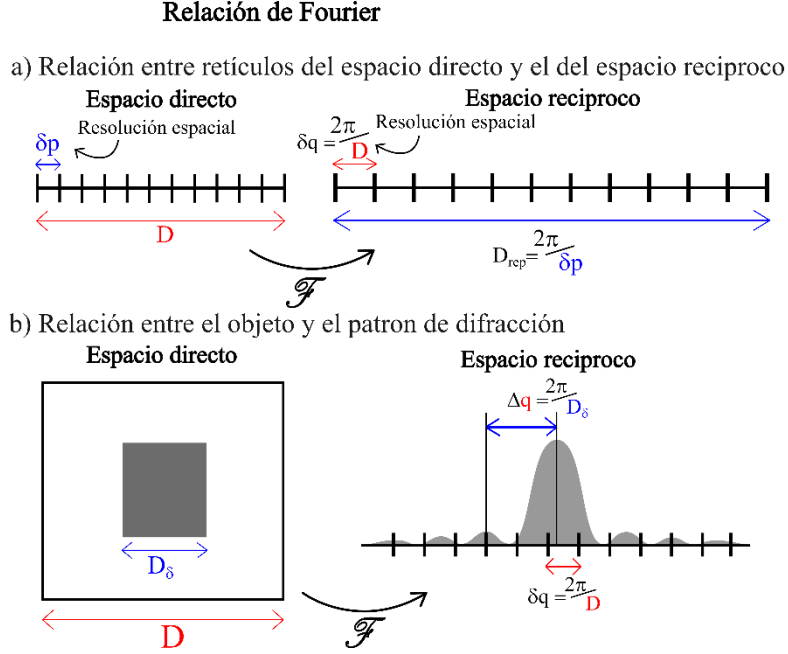 Relación de Fourier
a) Relación entre retículos del espacio directo y el del espacio reciproco
Espacio directo
Espacio reciproco
δp
Resolución espacial
δq = 2π/D
Resolución espacial
D
D_rep = 2π/δp
ℱ
b) Relación entre el objeto y el patron de difracción
Espacio directo
Espacio reciproco
Δq = 2π/D_δ
D_δ
δq = 2π/D
D
ℱ